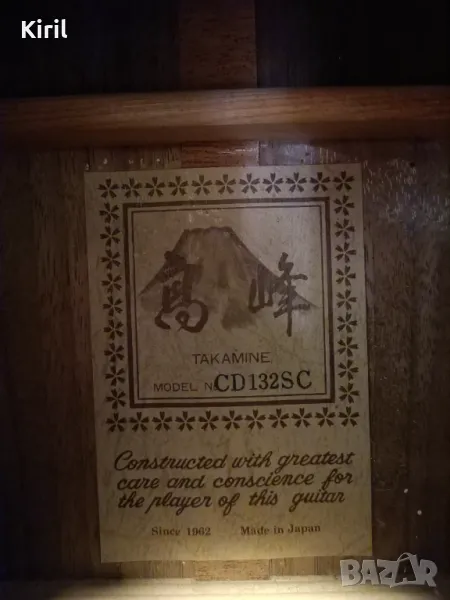 Kiril
高峰
TAKAMINE
MODEL No CD132SC
Constructed with greatest
care and conscience for
the player of this guitar
Since 1962 Made in Japan
BAZAR